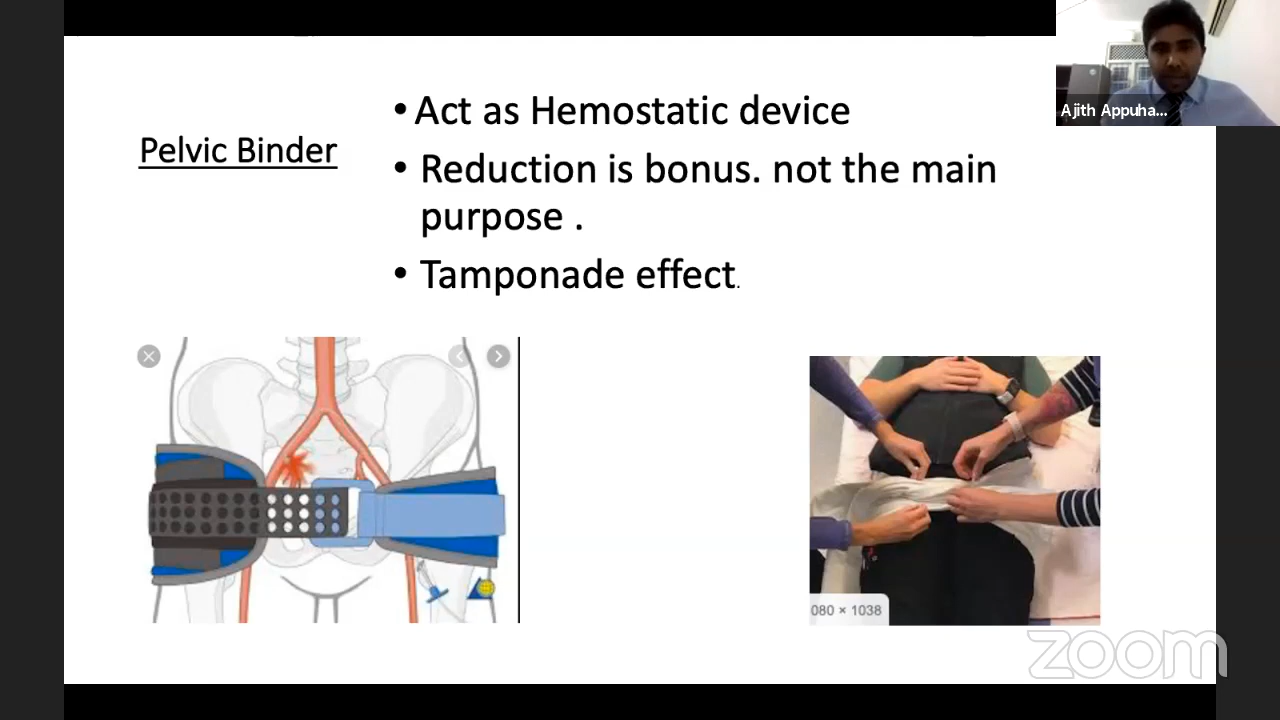 Ajith Appuha...
Pelvic Binder
• Act as Hemostatic device
• Reduction is bonus. not the main
purpose .
• Tamponade effect.
080 × 1038
zoom